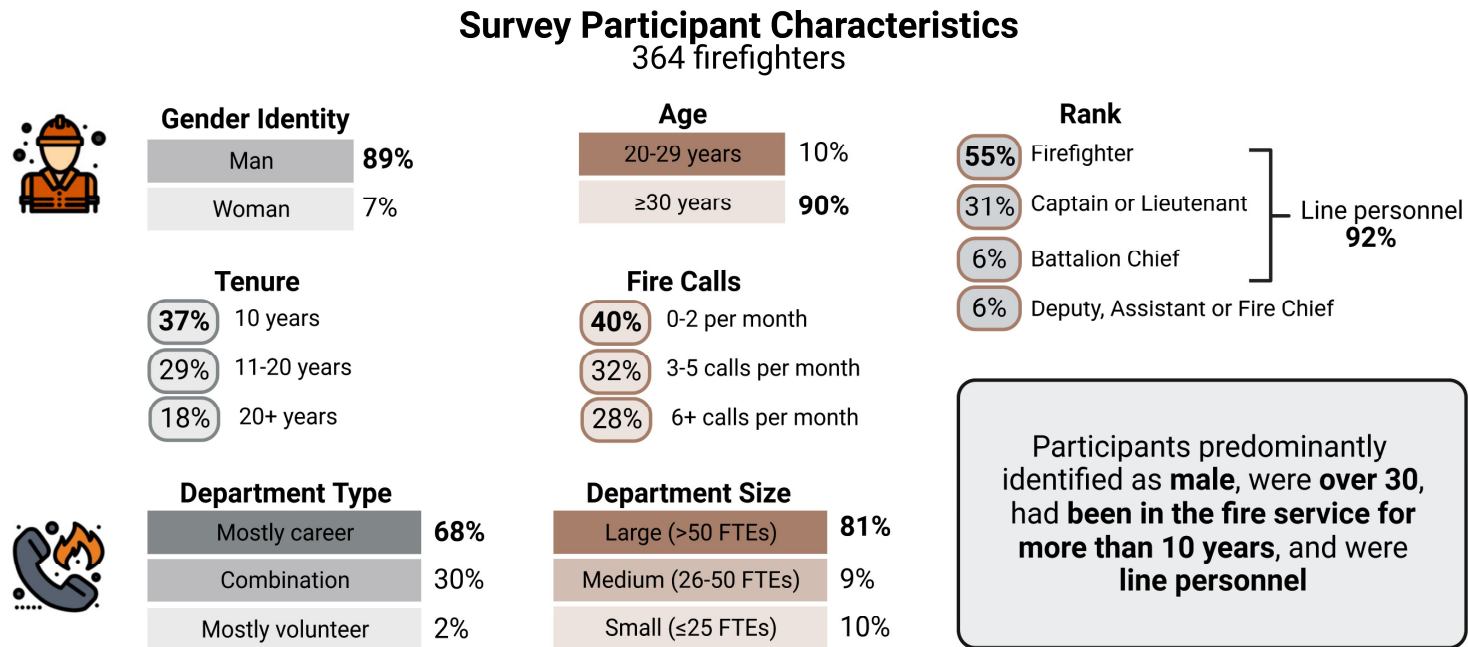 Survey Participant Characteristics
364 firefighters
Gender Identity
Man 89%
Woman 7%
Age
20-29 years 10%
≥30 years 90%
Rank
55% Firefighter
31% Captain or Lieutenant
6% Battalion Chief
6% Deputy, Assistant or Fire Chief
Line personnel
92%
Tenure
37% 10 years
29% 11-20 years
18% 20+ years
Fire Calls
40% 0-2 per month
32% 3-5 calls per month
28% 6+ calls per month
Department Type
Mostly career 68%
Combination 30%
Mostly volunteer 2%
Department Size
Large (>50 FTEs) 81%
Medium (26-50 FTEs) 9%
Small (≤25 FTEs) 10%
Participants predominantly
identified as male, were over 30,
had been in the fire service for
more than 10 years, and were
line personnel